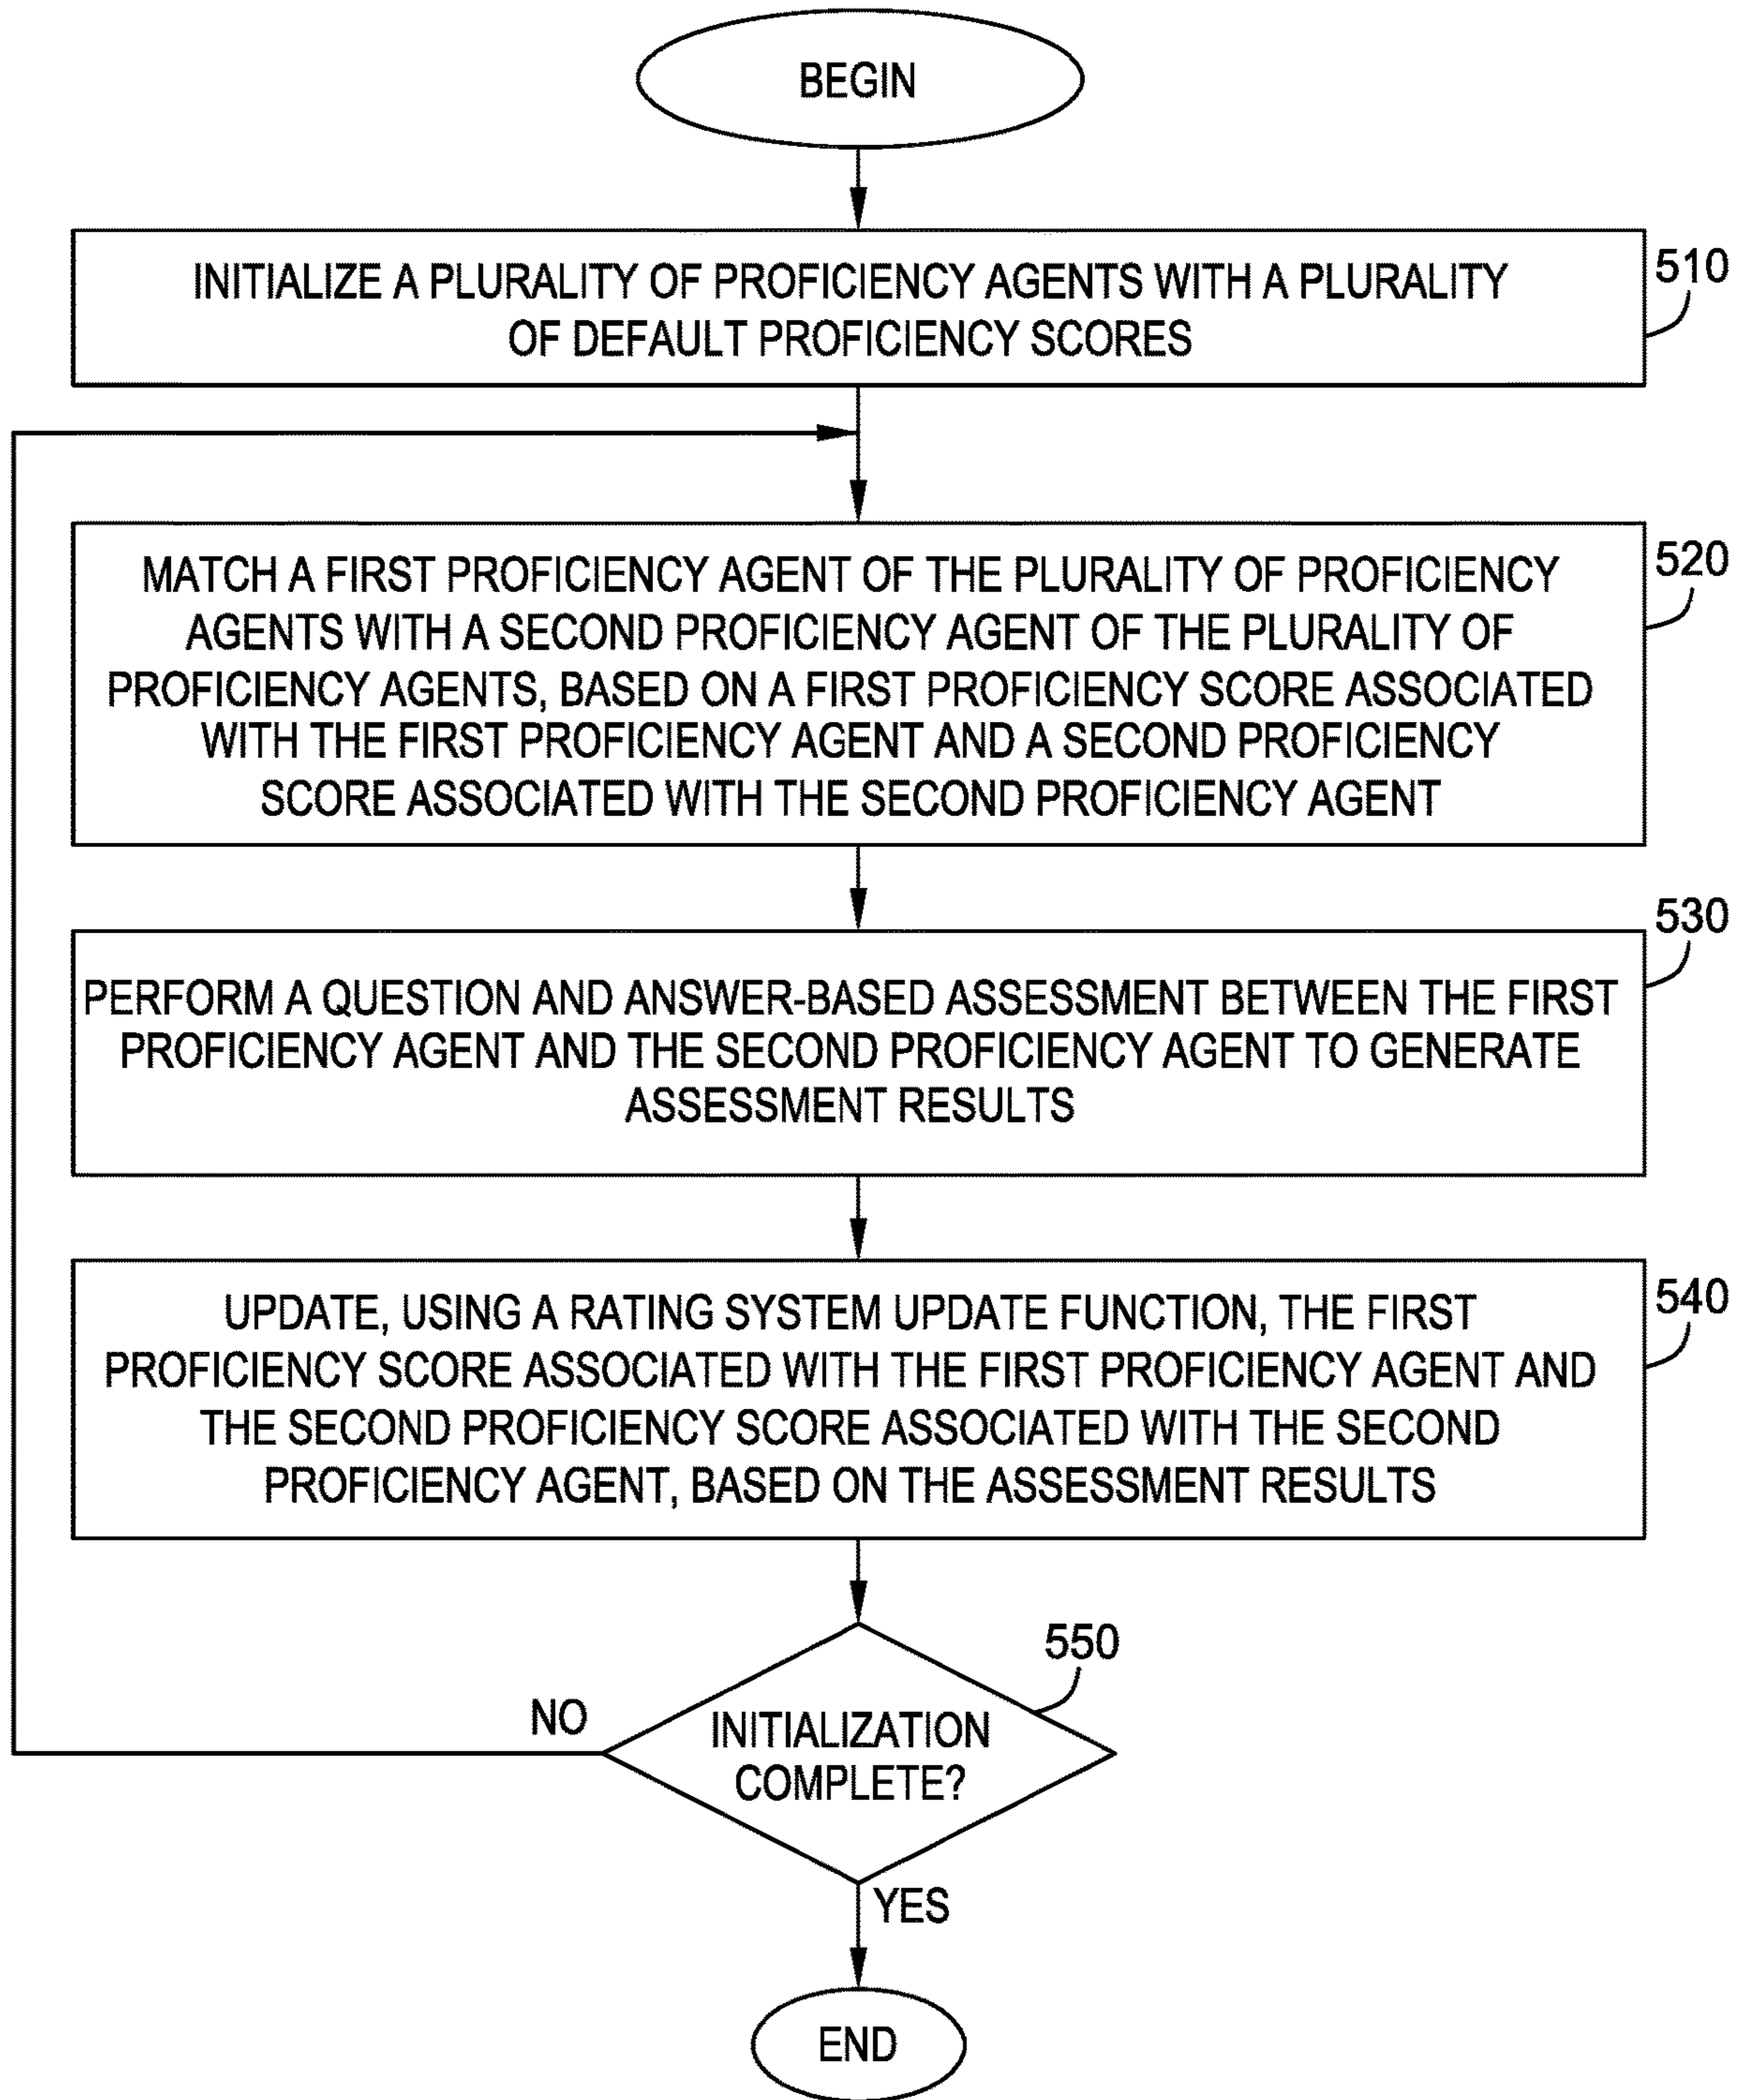 BEGIN
INITIALIZE A PLURALITY OF PROFICIENCY AGENTS WITH A PLURALITY
OF DEFAULT PROFICIENCY SCORES
510
MATCH A FIRST PROFICIENCY AGENT OF THE PLURALITY OF PROFICIENCY
AGENTS WITH A SECOND PROFICIENCY AGENT OF THE PLURALITY OF
PROFICIENCY AGENTS, BASED ON A FIRST PROFICIENCY SCORE ASSOCIATED
WITH THE FIRST PROFICIENCY AGENT AND A SECOND PROFICIENCY
SCORE ASSOCIATED WITH THE SECOND PROFICIENCY AGENT
520
PERFORM A QUESTION AND ANSWER-BASED ASSESSMENT BETWEEN THE FIRST
PROFICIENCY AGENT AND THE SECOND PROFICIENCY AGENT TO GENERATE
ASSESSMENT RESULTS
530
UPDATE, USING A RATING SYSTEM UPDATE FUNCTION, THE FIRST
PROFICIENCY SCORE ASSOCIATED WITH THE FIRST PROFICIENCY AGENT AND
THE SECOND PROFICIENCY SCORE ASSOCIATED WITH THE SECOND
PROFICIENCY AGENT, BASED ON THE ASSESSMENT RESULTS
540
550
NO
INITIALIZATION
COMPLETE?
YES
END